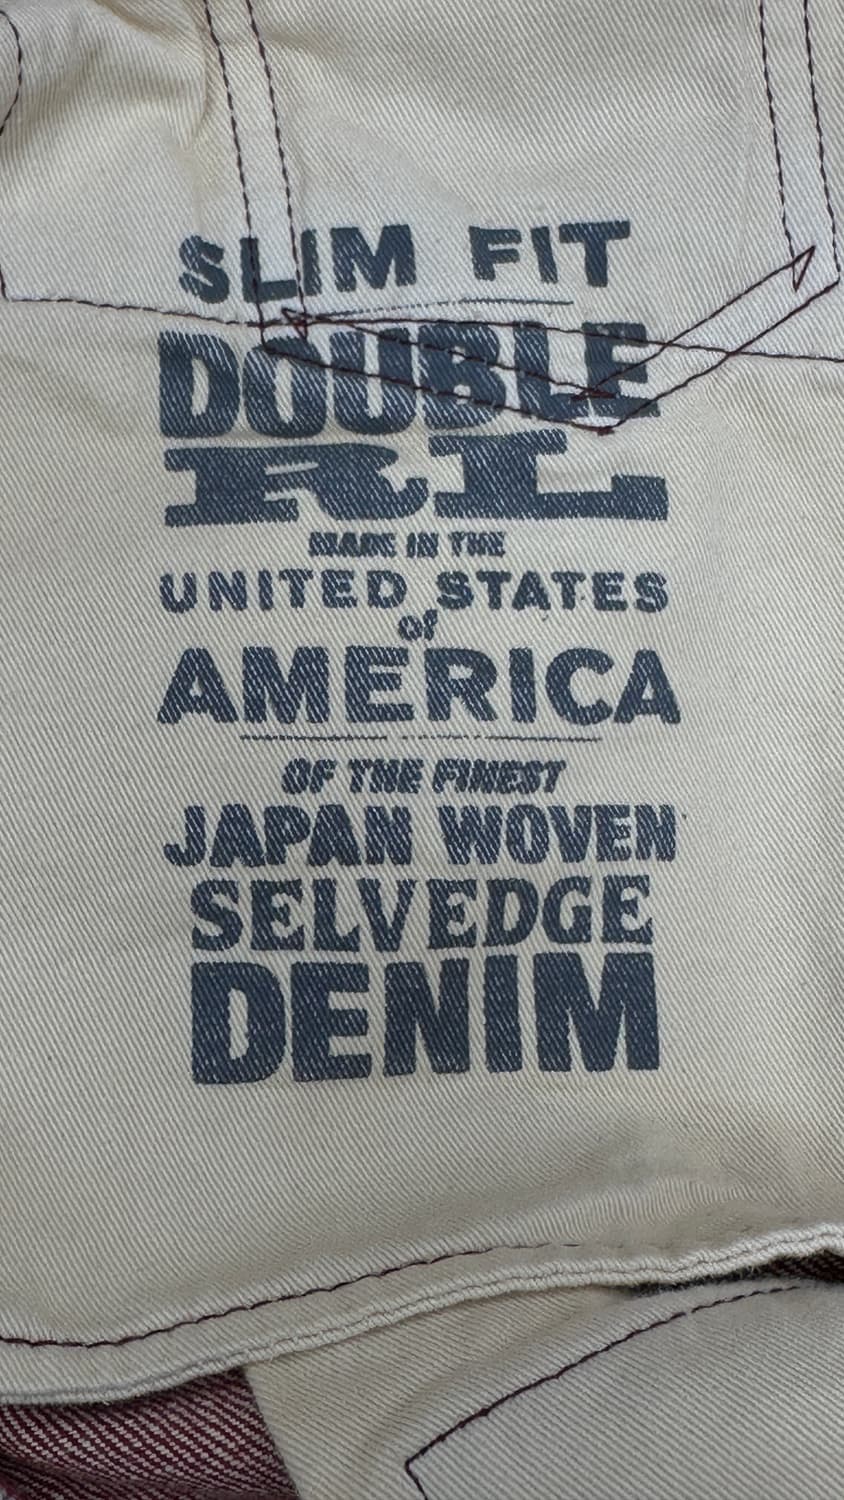 SLIM FIT
DOUBLE
RL
MADE IN THE
UNITED STATES
of
AMERICA
OF THE FINEST
JAPAN WOVEN
SELVEDGE
DENIM